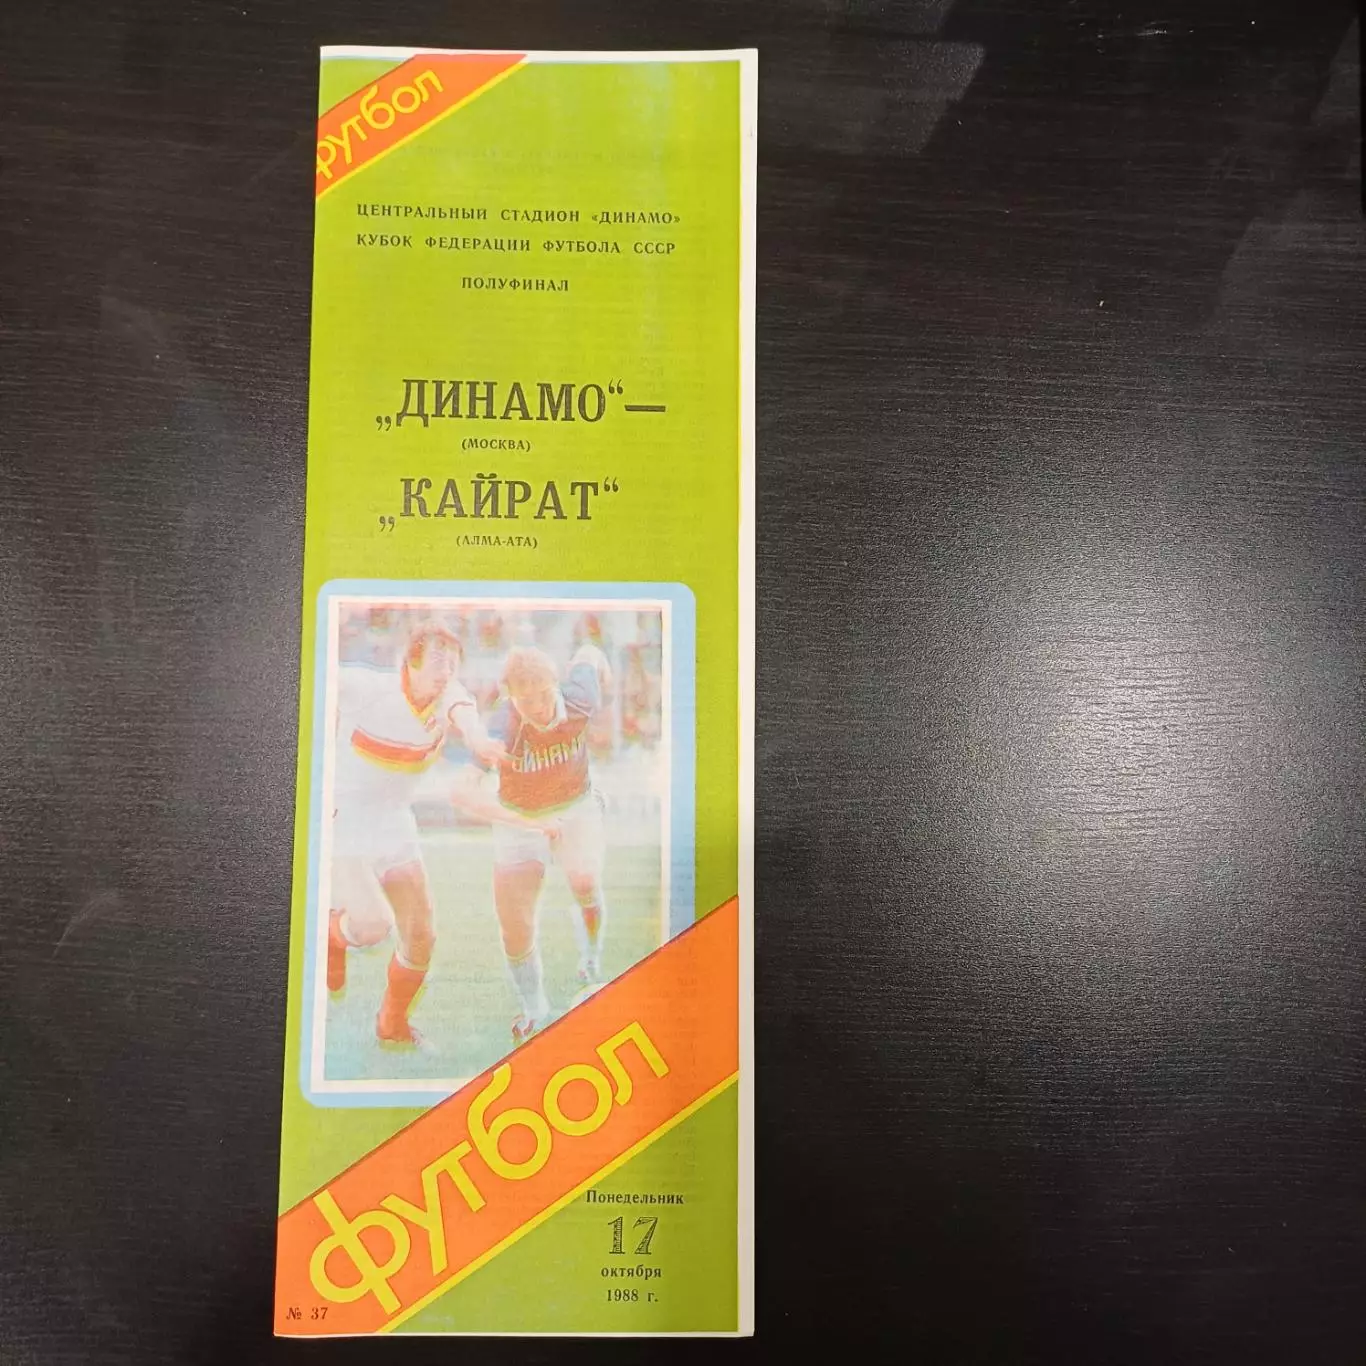 футбол
ЦЕНТРАЛЬНЫЙ СТАДИОН «ДИНАМО»
КУБОК ФЕДЕРАЦИИ ФУТБОЛА СССР
ПОЛУФИНАЛ
„ДИНАМО“—
(МОСКВА)
„КАЙРАТ“
(АЛМА-АТА)
ДИНАМО
футбол
Понедельник
17
октября
1988 г.
№ 37